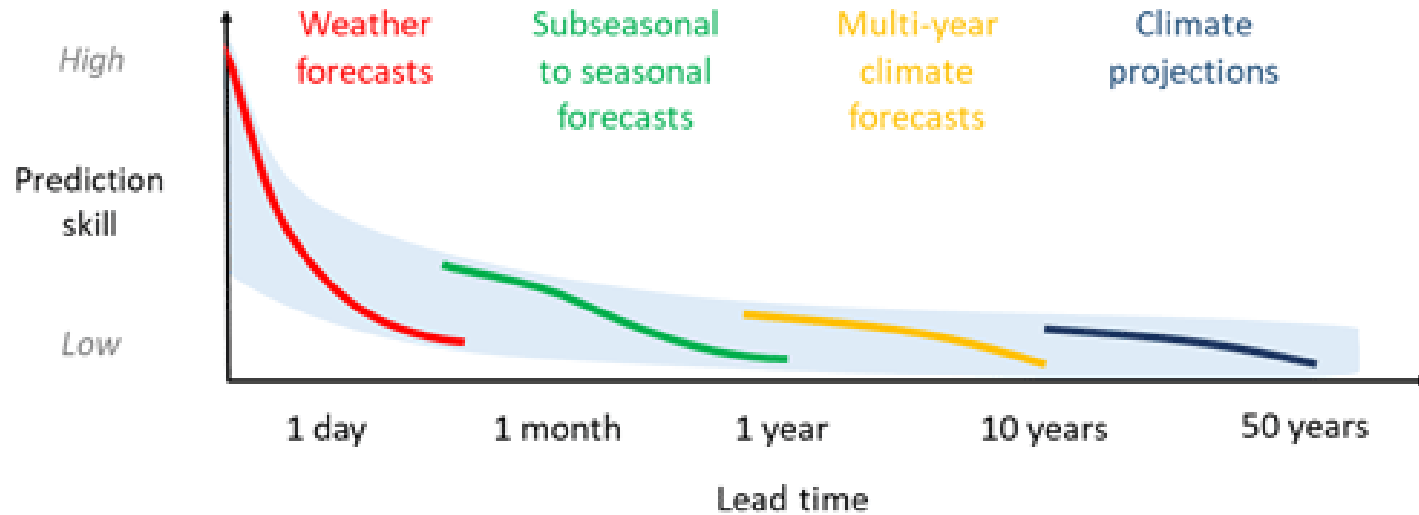 Weather
forecasts
Subseasonal
to seasonal
forecasts
Multi-year
climate
forecasts
Climate
projections
High
Prediction
skill
Low
1 day
1 month
1 year
10 years
50 years
Lead time